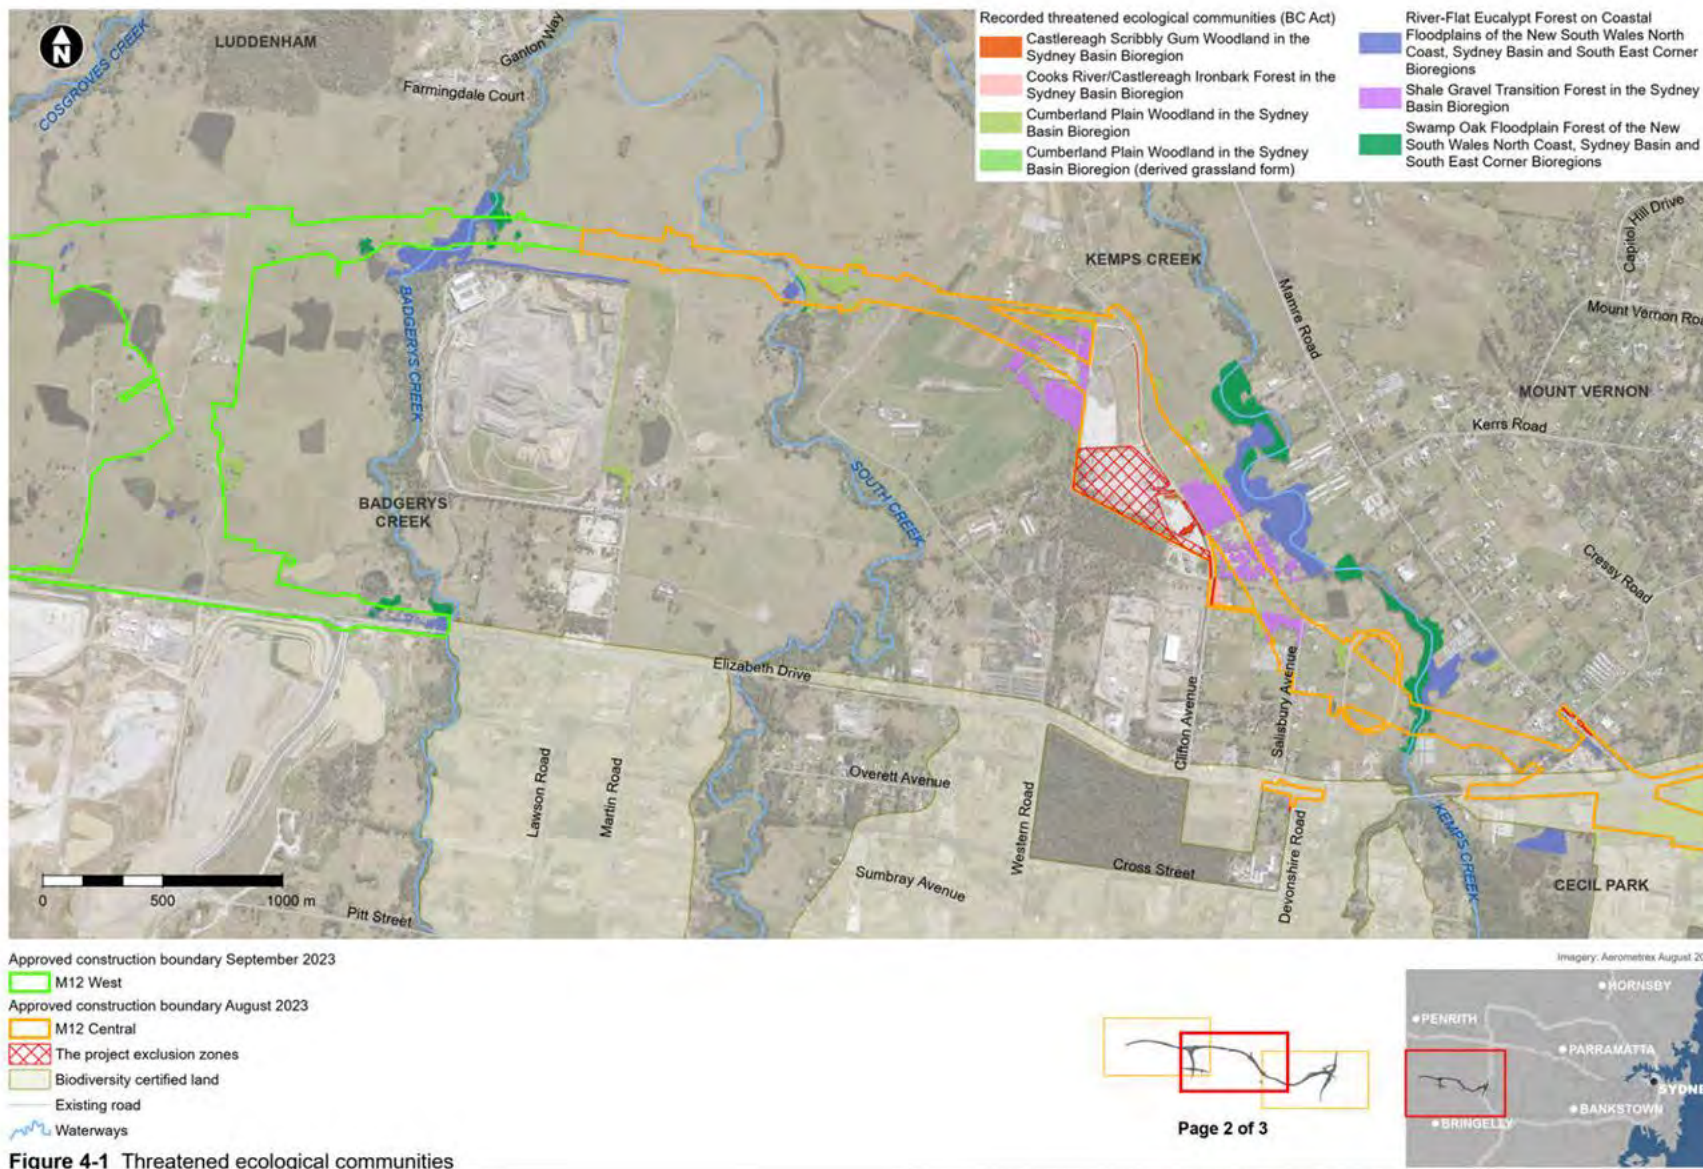 N
LUDDENHAM
COSGROVES CREEK
Ganton Way
Farmingdale Court
Recorded threatened ecological communities (BC Act)
Castlereagh Scribbly Gum Woodland in the
Sydney Basin Bioregion
Cooks River/Castlereagh Ironbark Forest in the
Sydney Basin Bioregion
Cumberland Plain Woodland in the Sydney
Basin Bioregion
Cumberland Plain Woodland in the Sydney
Basin Bioregion (derived grassland form)
River-Flat Eucalypt Forest on Coastal
Floodplains of the New South Wales North
Coast, Sydney Basin and South East Corner
Bioregions
Shale Gravel Transition Forest in the Sydney
Basin Bioregion
Swamp Oak Floodplain Forest of the New
South Wales North Coast, Sydney Basin and
South East Corner Bioregions
Capitol Hill Drive
KEMPS CREEK
Mamre Road
Mount Vernon Roa
BADGERYS CREEK
MOUNT VERNON
Kerrs Road
SOUTH CREEK
BADGERYS
CREEK
Cressy Road
Elizabeth Drive
Clifton Avenue
Salisbury Avenue
Lawson Road
Martin Road
Overett Avenue
Western Road
KEMPS CREEK
Cross Street
Devonshire Road
Sumbray Avenue
CECIL PARK
0 500 1000 m
Pitt Street
Imagery: Aerometrex August 20
Approved construction boundary September 2023
M12 West
Approved construction boundary August 2023
M12 Central
The project exclusion zones
Biodiversity certified land
Existing road
Waterways
Page 2 of 3
HORNSBY
PENRITH
PARRAMATTA
SYDNE
BANKSTOWN
BRINGELLY
Figure 4-1 Threatened ecological communities